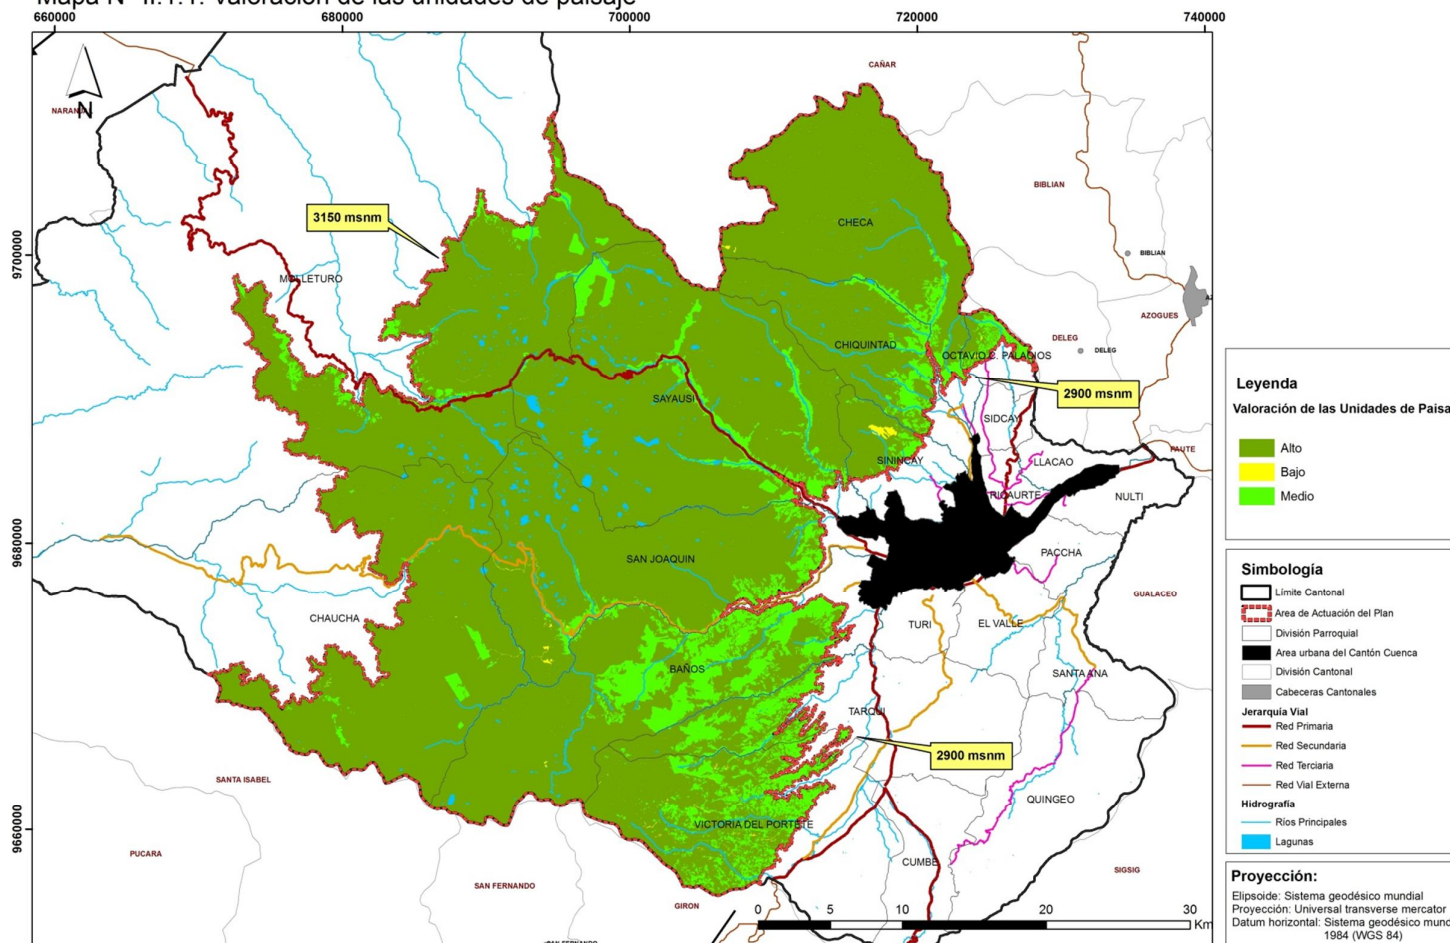 Mapa N° II.1.1. Valoración de las unidades de paisaje
660000
680000
700000
720000
740000
9700000
9680000
9660000
N
CAÑAR
BIBLIAN
3150 msnm
CHECA
BIBLIAN
MOLLETURO
AZOGUES
DELEG
DELEG
CHIQUINTAD
OCTAVIO C. PALACIOS
2900 msnm
SAYAUSI
SIDCAY
PAUTE
SININCAY
LLACAO
RICAURTE
NULTI
PACCHA
SAN JOAQUIN
GUALACEO
CHAUCHA
TURI
EL VALLE
BAÑOS
SANTA ANA
TARQUI
2900 msnm
SANTA ISABEL
QUINGEO
VICTORIA DEL PORTETE
PUCARA
CUMBE
SIGSIG
SAN FERNANDO
GIRON
0 5 10 20 30
Km
Leyenda
Valoración de las Unidades de Paisa
Alto
Bajo
Medio
Simbología
Límite Cantonal
Area de Actuación del Plan
División Parroquial
Area urbana del Cantón Cuenca
División Cantonal
Cabeceras Cantonales
Jerarquía Vial
Red Primaria
Red Secundaria
Red Terciaria
Red Vial Externa
Hidrografía
Ríos Principales
Lagunas
Proyección:
Elipsoide: Sistema geodésico mundial
Proyección: Universal transverse mercator
Datum horizontal: Sistema geodésico mund
1984 (WGS 84)